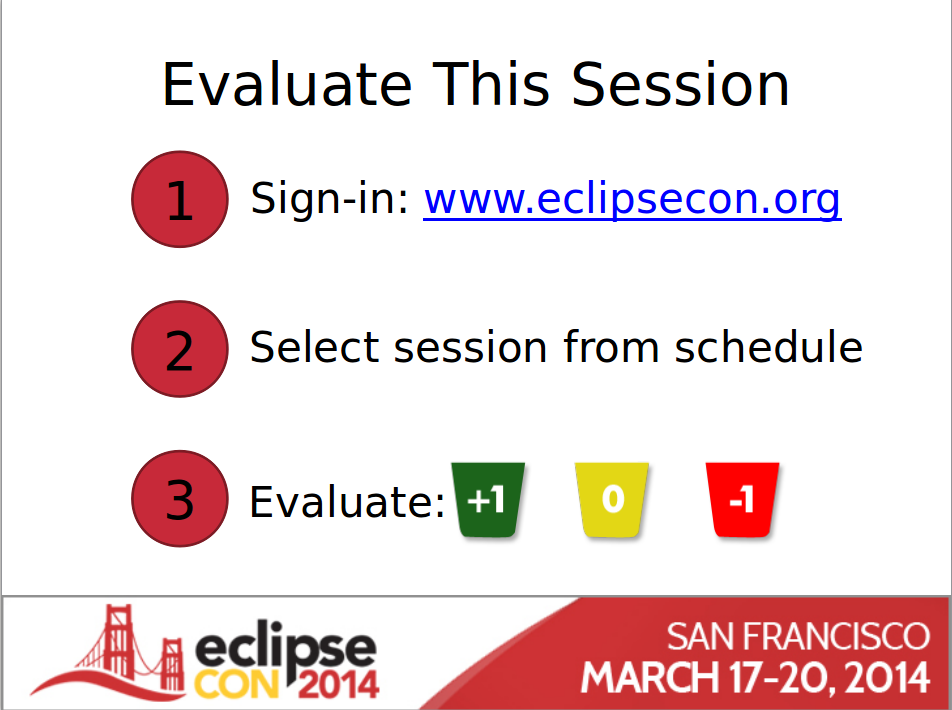 Evaluate This Session
1 Sign-in: www.eclipsecon.org
2 Select session from schedule
3 Evaluate: +1 0 -1
eclipse
CON 2014
SAN FRANCISCO
MARCH 17-20, 2014